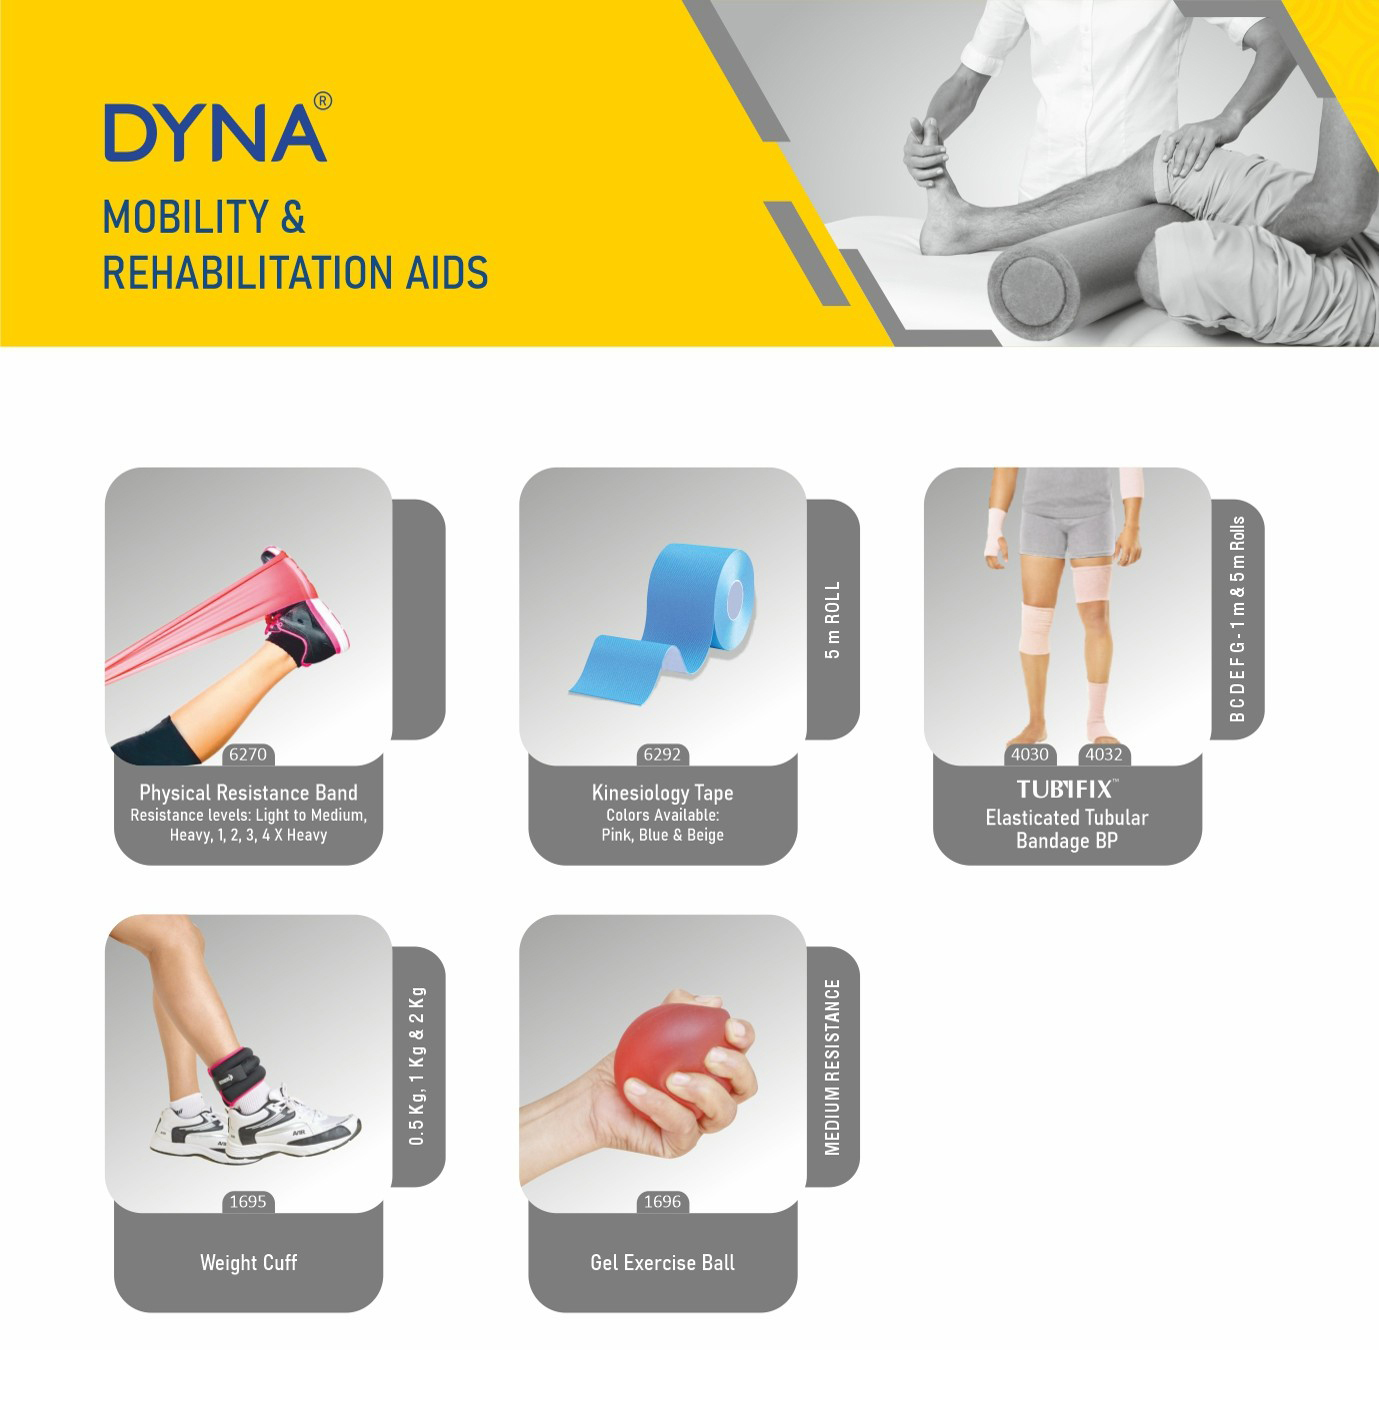 DYNA®
MOBILITY &
REHABILITATION AIDS
6270
Physical Resistance Band
Resistance levels: Light to Medium,
Heavy, 1, 2, 3, 4 X Heavy
5 m ROLL
6292
Kinesiology Tape
Colors Available:
Pink, Blue & Beige
B C D E F G - 1 m & 5 m Rolls
4030 4032
TUBIFIX™
Elasticated Tubular
Bandage BP
0.5 Kg, 1 Kg & 2 Kg
1695
Weight Cuff
MEDIUM RESISTANCE
1696
Gel Exercise Ball